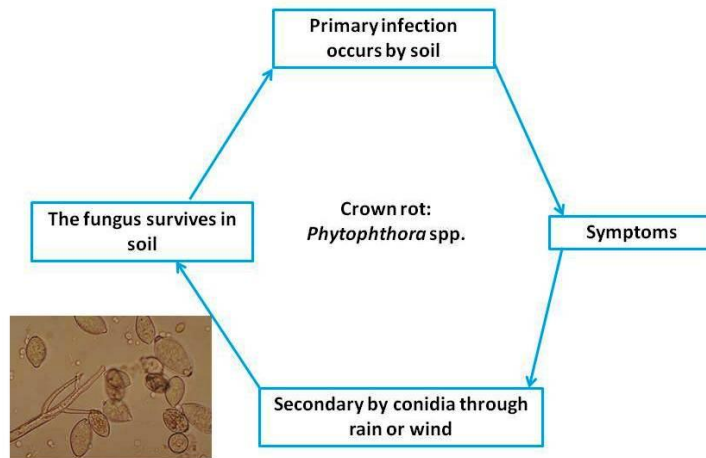 Primary infection
occurs by soil
The fungus survives in
soil
Crown rot:
Phytophthora spp.
Symptoms
Secondary by conidia through
rain or wind